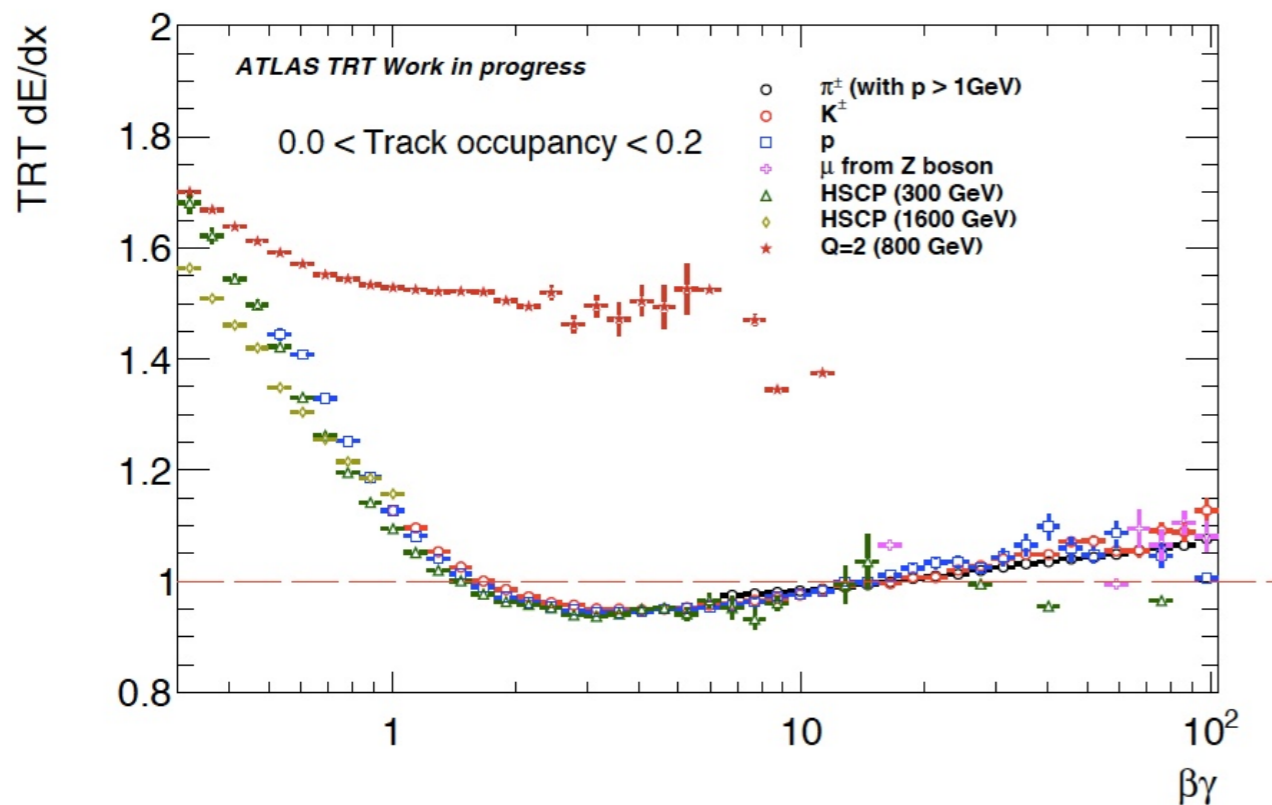 TRT dE/dx
2
1.8
1.6
1.4
1.2
1
0.8
ATLAS TRT Work in progress
0.0 < Track occupancy < 0.2
π± (with p > 1GeV)
K±
p
μ from Z boson
HSCP (300 GeV)
HSCP (1600 GeV)
Q=2 (800 GeV)
1
10
10²
βγ